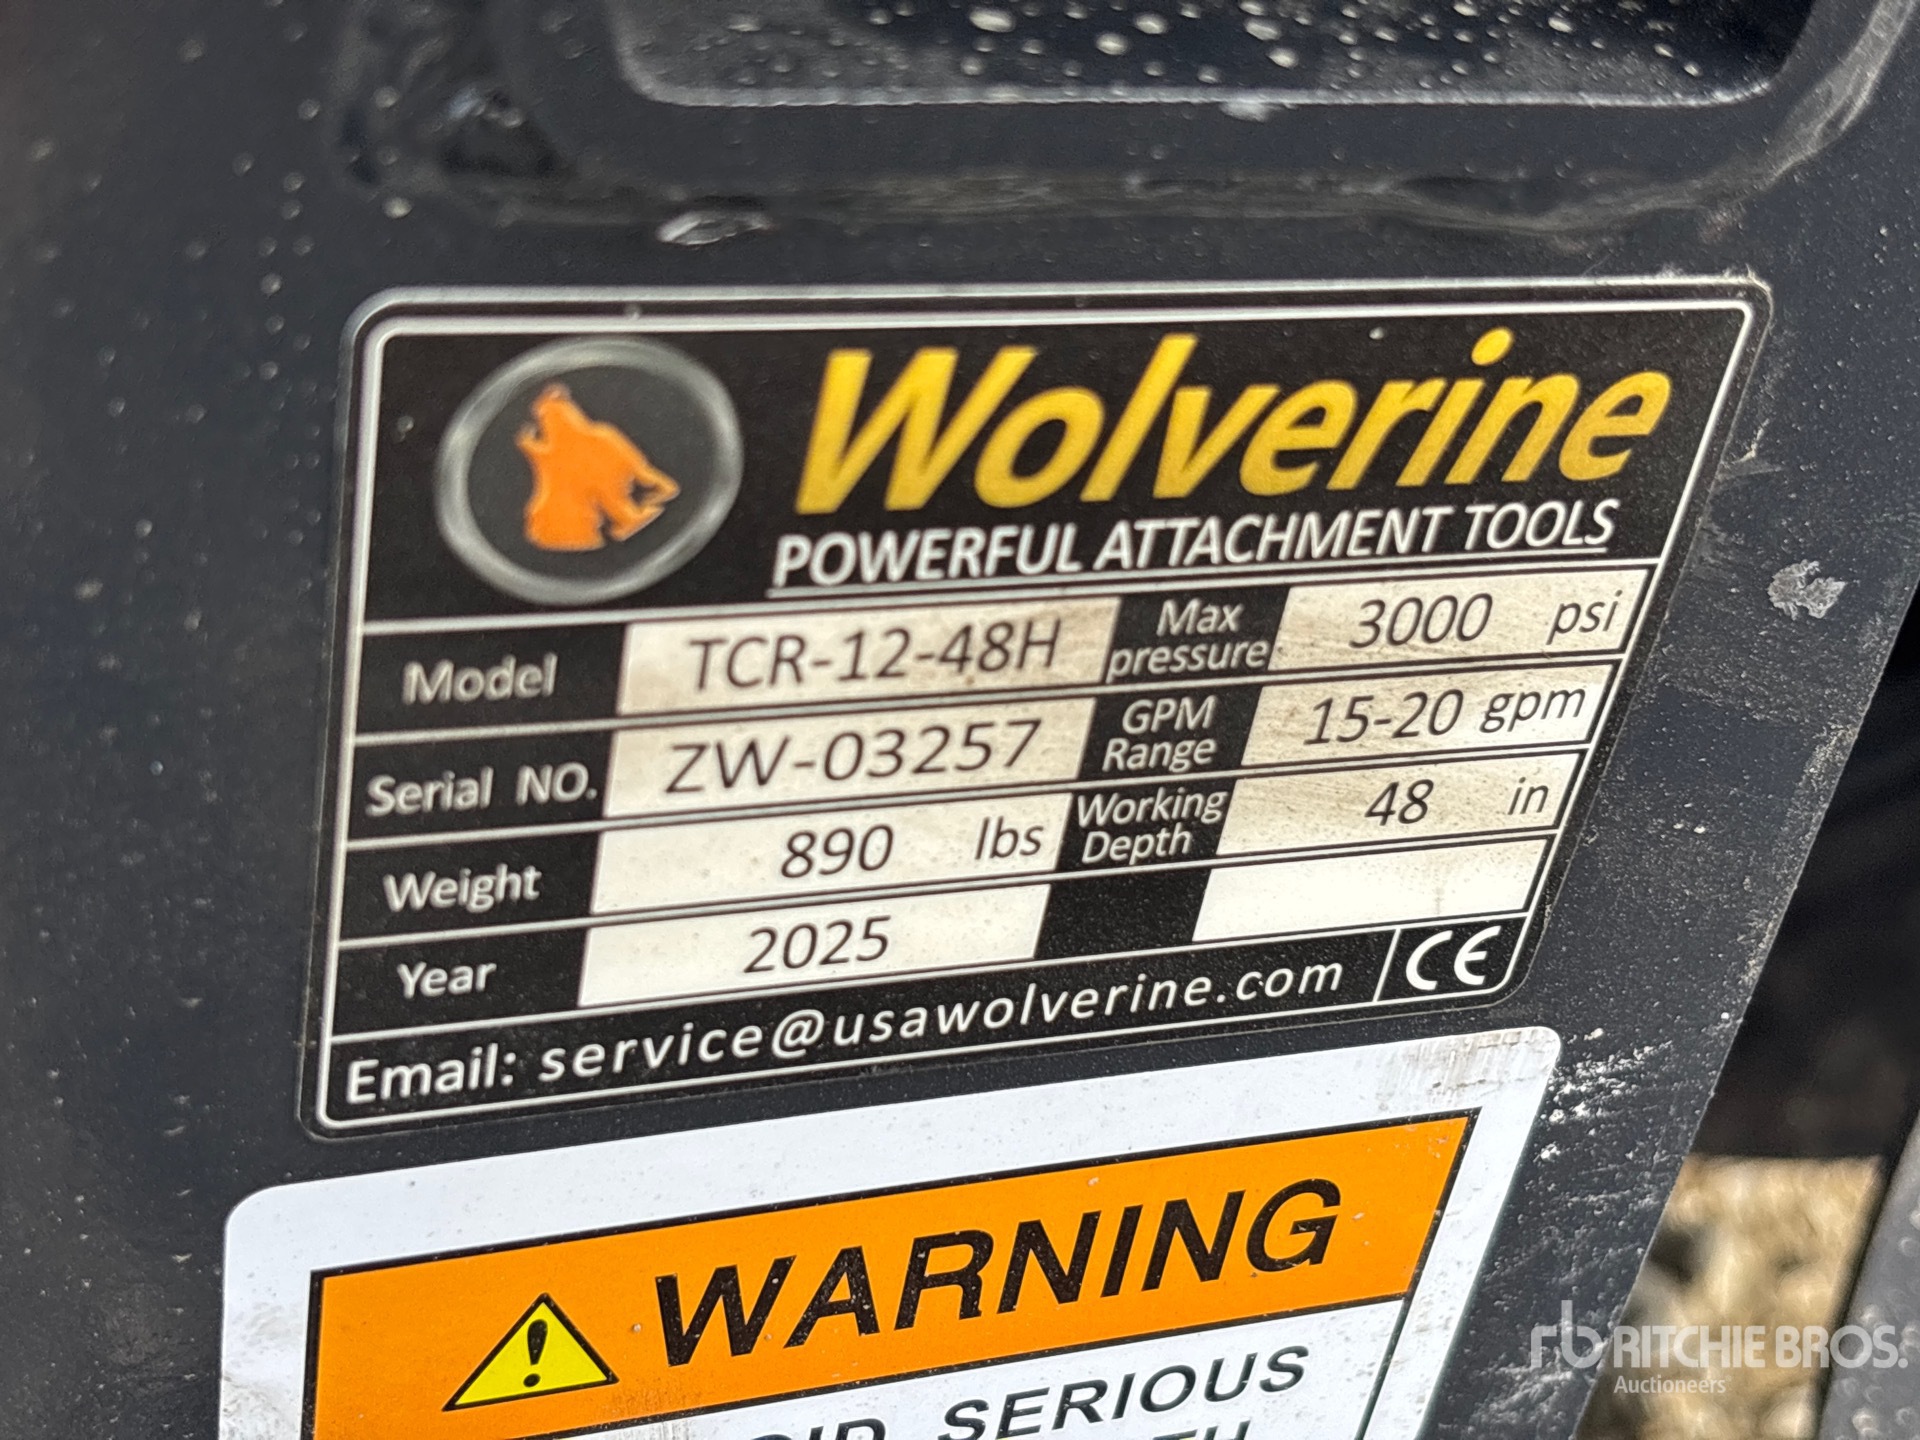 Wolverine
POWERFUL ATTACHMENT TOOLS
Model TCR-12-48H Max pressure 3000 psi
Serial NO. ZW-03257 GPM Range 15-20 gpm
Weight 890 lbs Working Depth 48 in
Year 2025
Email: service@usawolverine.com CE
WARNING
SERIOUS
RITCHIE BROS.
Auctioneers